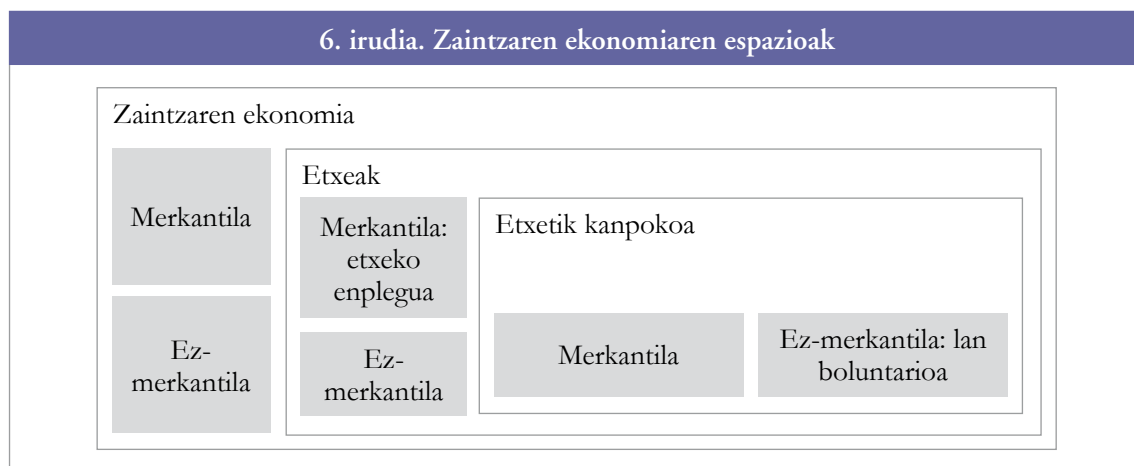 6. irudia. Zaintzaren ekonomiaren espazioak
Zaintzaren ekonomia
Merkantila
Ez-
merkantila
Etxeak
Merkantila:
etxeko
enplegua
Ez-
merkantila
Etxetik kanpokoa
Merkantila
Ez-merkantila: lan
boluntarioa